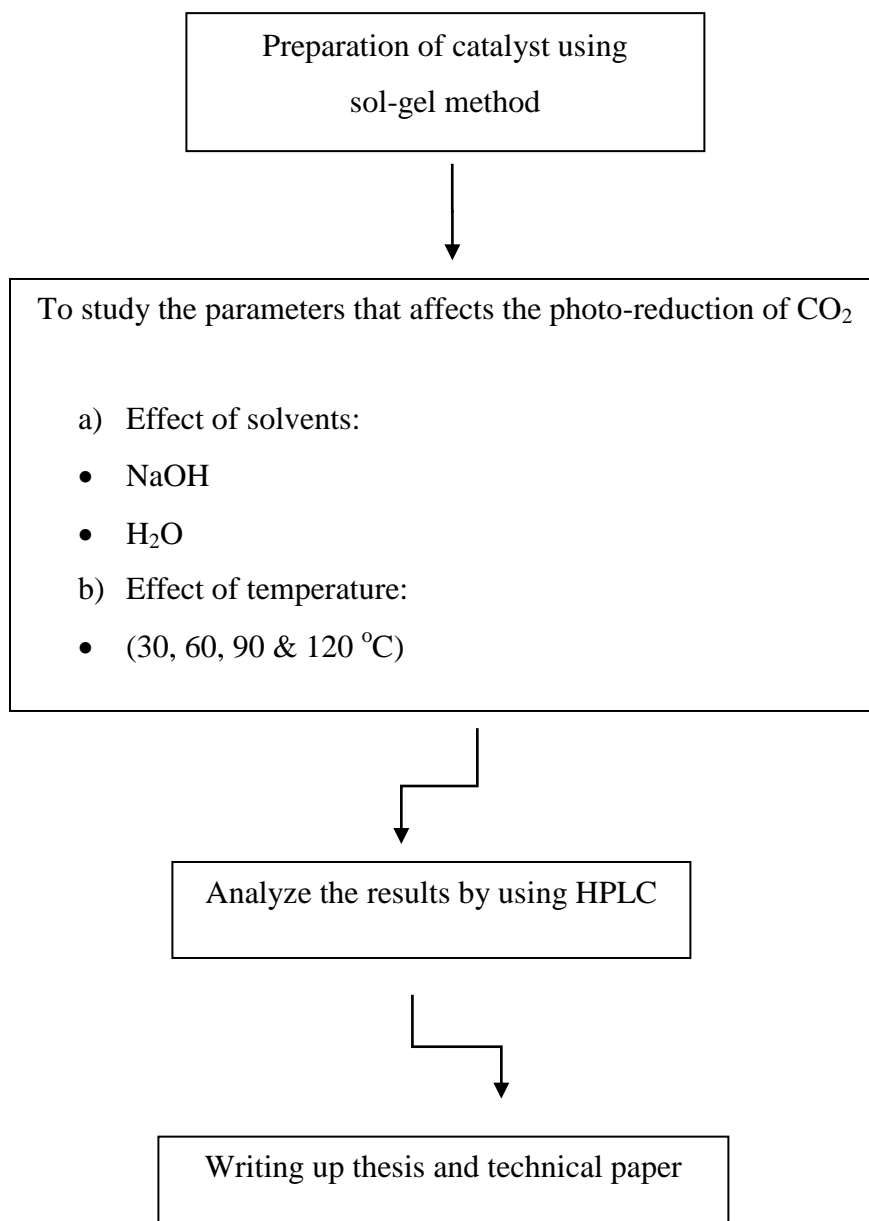 Preparation of catalyst using
sol-gel method
To study the parameters that affects the photo-reduction of CO₂
a) Effect of solvents:
• NaOH
• H₂O
b) Effect of temperature:
• (30, 60, 90 & 120 ᵒC)
Analyze the results by using HPLC
Writing up thesis and technical paper